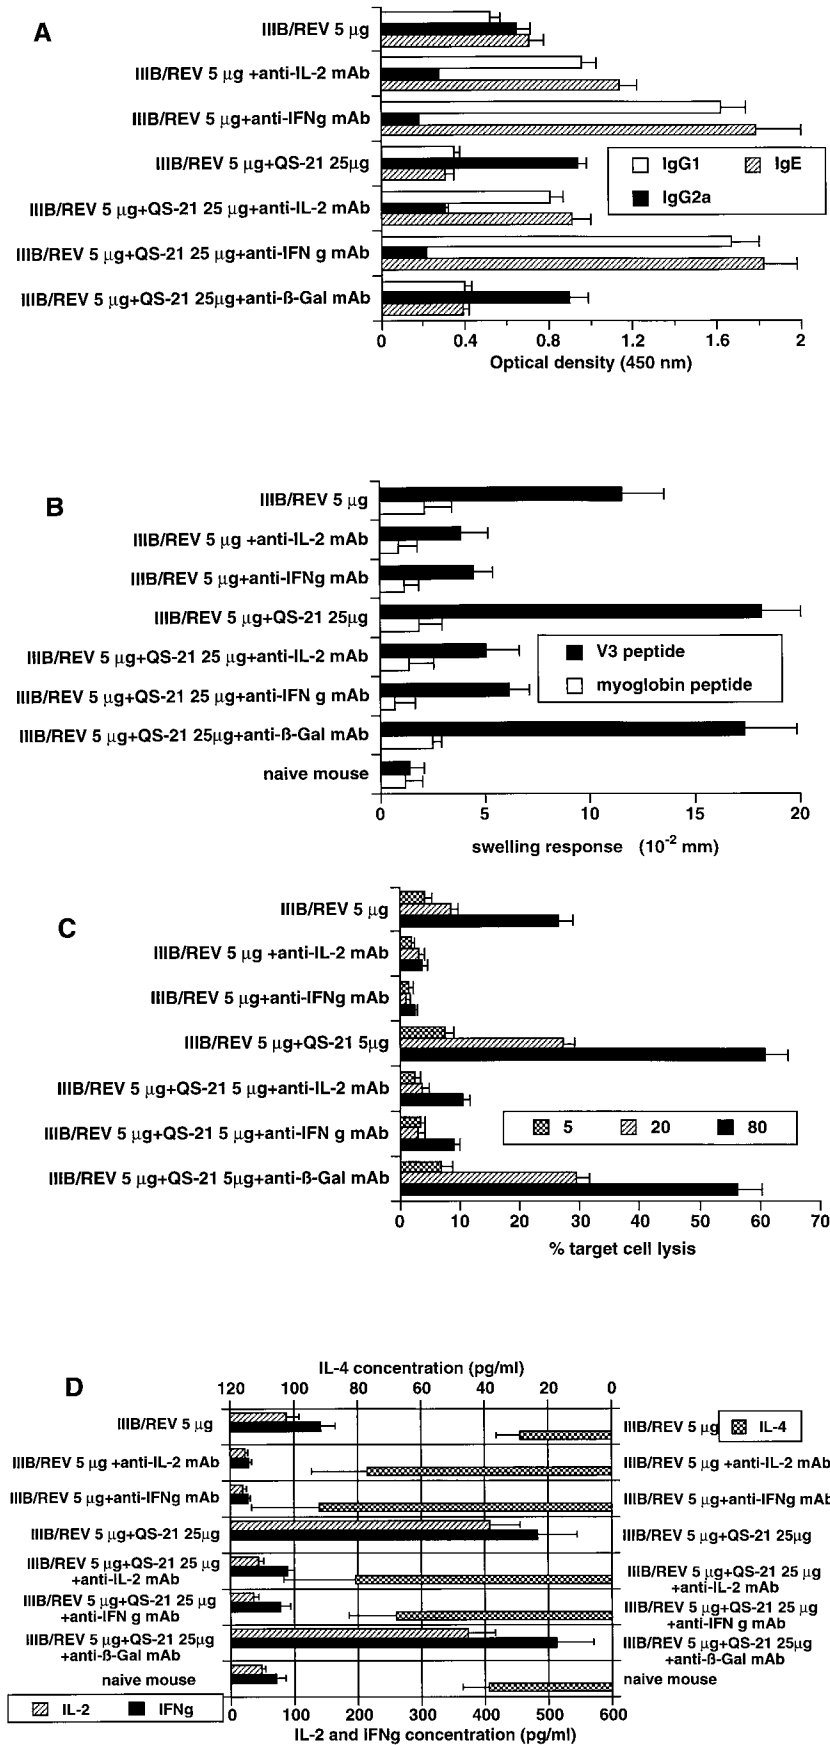 A
IIIB/REV 5 µg
IIIB/REV 5 µg +anti-IL-2 mAb
IIIB/REV 5 µg+anti-IFNg mAb
IIIB/REV 5 µg+QS-21 25µg
IIIB/REV 5 µg+QS-21 25 µg+anti-IL-2 mAb
IIIB/REV 5 µg+QS-21 25 µg+anti-IFN g mAb
IIIB/REV 5 µg+QS-21 25µg+anti-ß-Gal mAb
IgG1 IgE
IgG2a
0 0.4 0.8 1.2 1.6 2
Optical density (450 nm)
B
IIIB/REV 5 µg
IIIB/REV 5 µg +anti-IL-2 mAb
IIIB/REV 5 µg+anti-IFNg mAb
IIIB/REV 5 µg+QS-21 25µg
IIIB/REV 5 µg+QS-21 25 µg+anti-IL-2 mAb
IIIB/REV 5 µg+QS-21 25 µg+anti-IFN g mAb
IIIB/REV 5 µg+QS-21 25µg+anti-ß-Gal mAb
naive mouse
V3 peptide
myoglobin peptide
0 5 10 15 20
swelling response (10-2 mm)
C
IIIB/REV 5 µg
IIIB/REV 5 µg +anti-IL-2 mAb
IIIB/REV 5 µg+anti-IFNg mAb
IIIB/REV 5 µg+QS-21 5µg
IIIB/REV 5 µg+QS-21 5 µg+anti-IL-2 mAb
IIIB/REV 5 µg+QS-21 5 µg+anti-IFN g mAb
IIIB/REV 5 µg+QS-21 5µg+anti-ß-Gal mAb
5 20 80
0 10 20 30 40 50 60 70
% target cell lysis
D
IL-4 concentration (pg/ml)
120 100 80 60 40 20 0
IIIB/REV 5 µg
IIIB/REV 5 µg +anti-IL-2 mAb
IIIB/REV 5 µg+anti-IFNg mAb
IIIB/REV 5 µg+QS-21 25µg
IIIB/REV 5 µg+QS-21 25 µg
+anti-IL-2 mAb
IIIB/REV 5 µg+QS-21 25 µg
+anti-IFN g mAb
IIIB/REV 5 µg+QS-21 25µg
+anti-ß-Gal mAb
naive mouse
IIIB/REV 5 µg
IL-4
IIIB/REV 5 µg +anti-IL-2 mAb
IIIB/REV 5 µg+anti-IFNg mAb
IIIB/REV 5 µg+QS-21 25µg
IIIB/REV 5 µg+QS-21 25 µg
+anti-IL-2 mAb
IIIB/REV 5 µg+QS-21 25 µg
+anti-IFN g mAb
IIIB/REV 5 µg+QS-21 25µg
+anti-ß-Gal mAb
naive mouse
IL-2 IFNg
0 100 200 300 400 500 600
IL-2 and iFNg concentration (pg/ml)